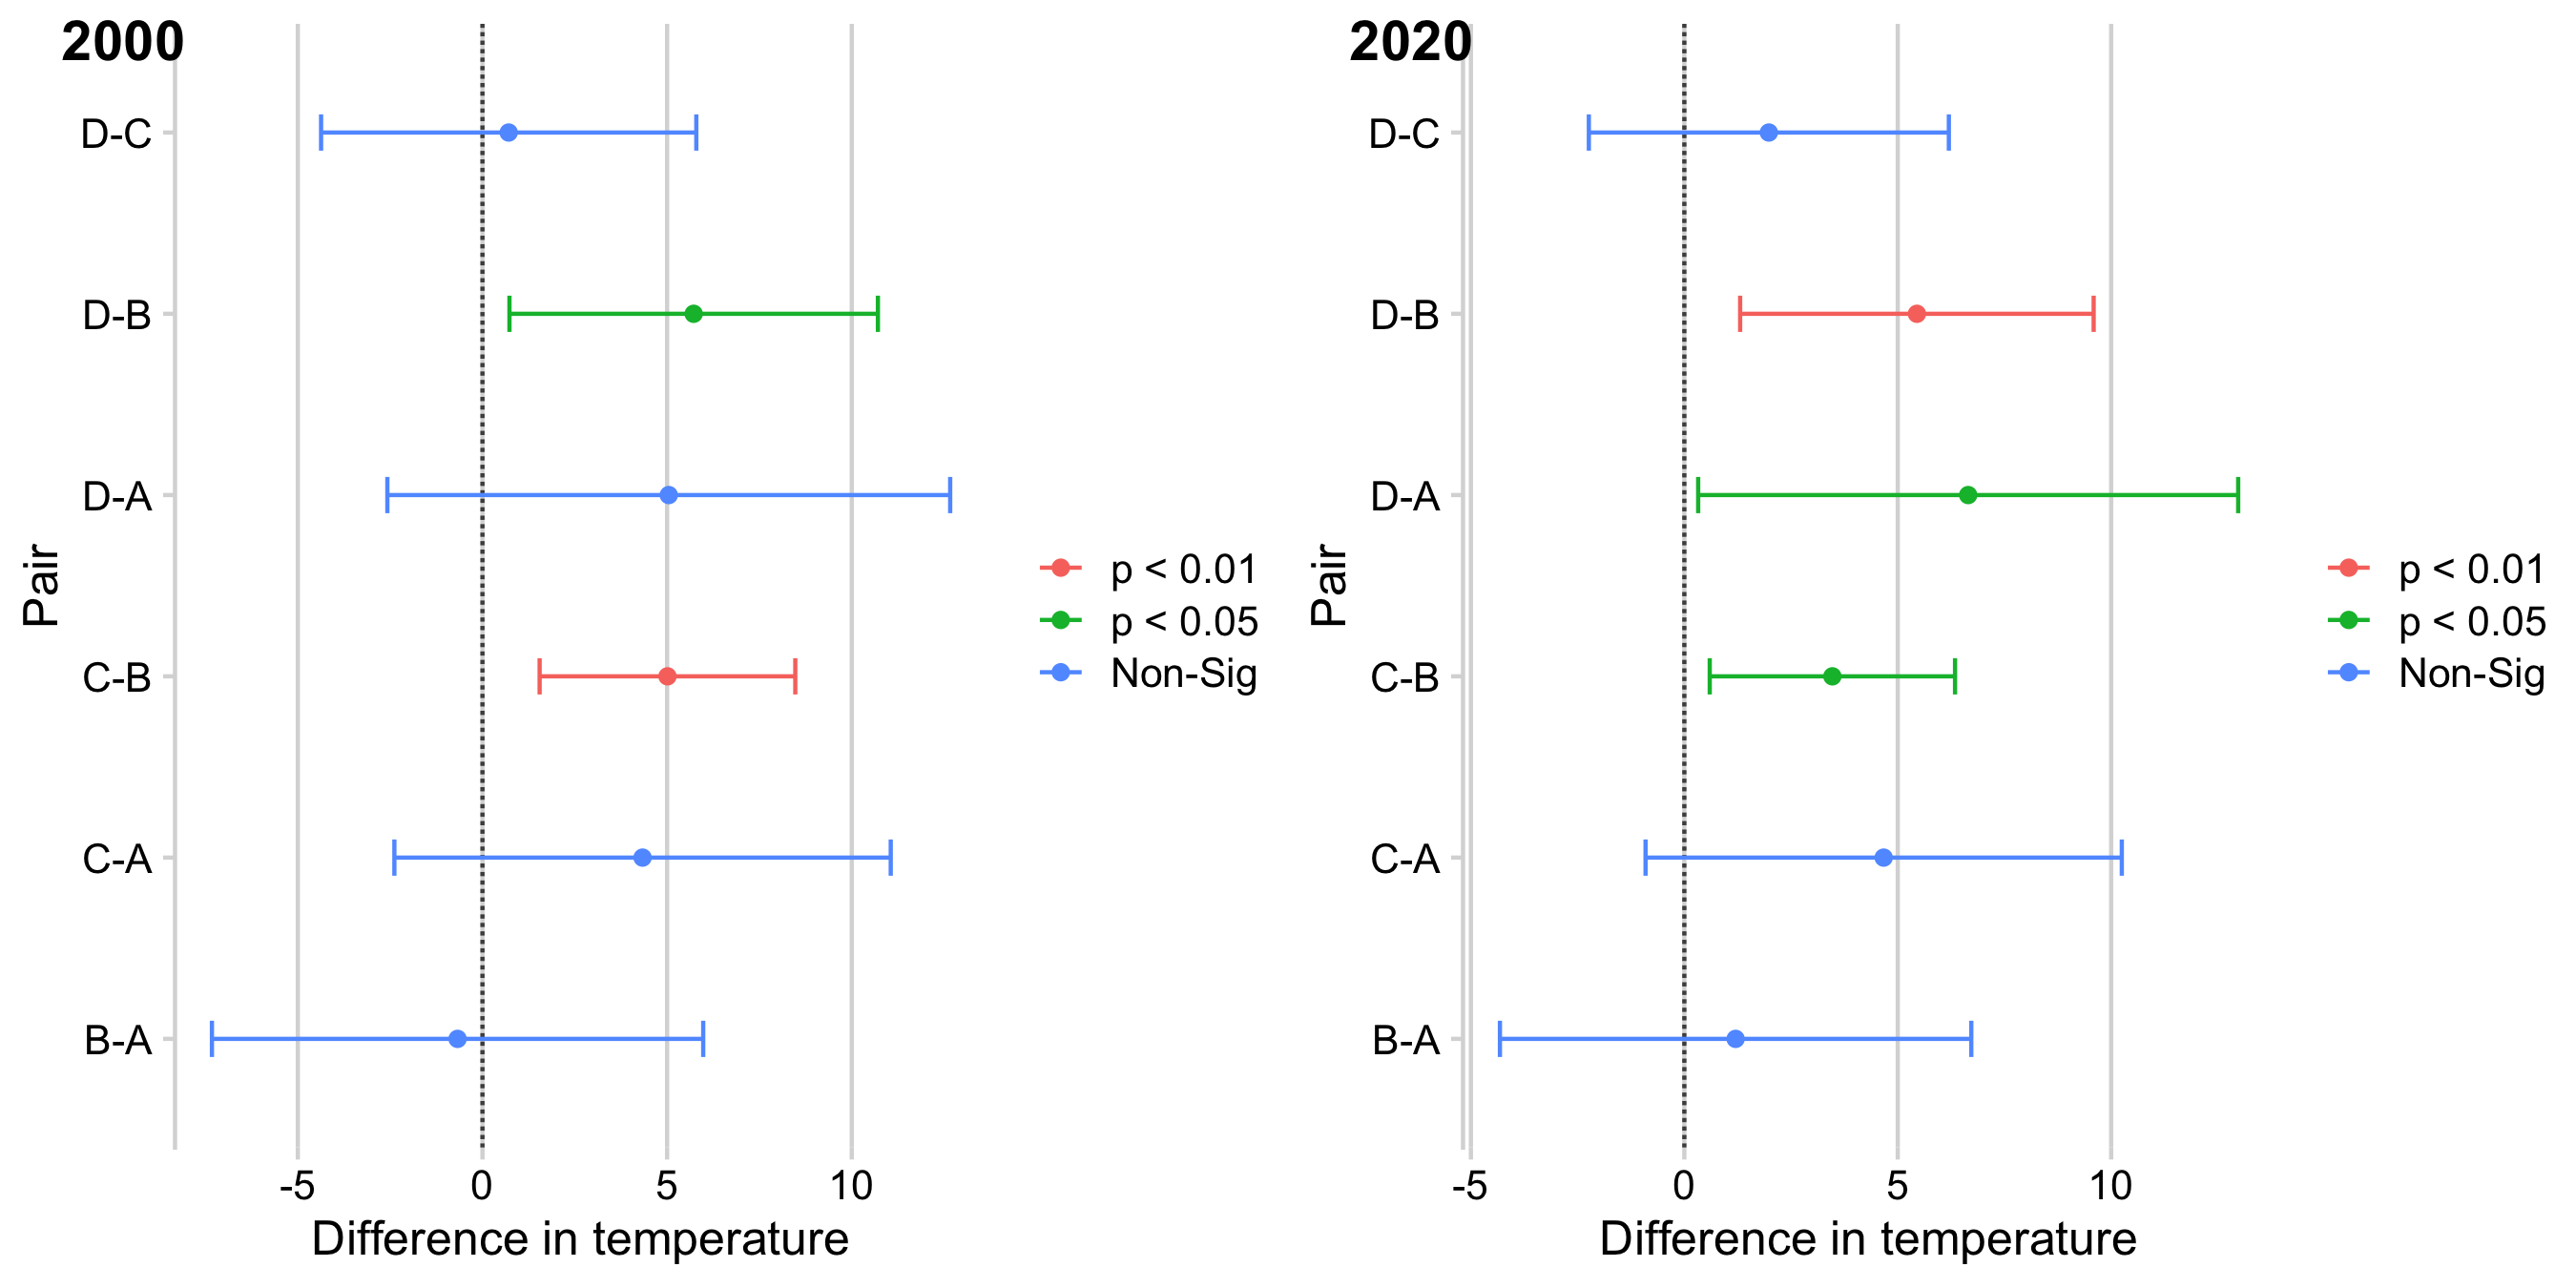 2000
D-C
D-B
D-A
C-B
C-A
B-A
Pair
-5 0 5 10
Difference in temperature
p < 0.01
p < 0.05
Non-Sig
2020
D-C
D-B
D-A
C-B
C-A
B-A
Pair
-5 0 5 10
Difference in temperature
p < 0.01
p < 0.05
Non-Sig